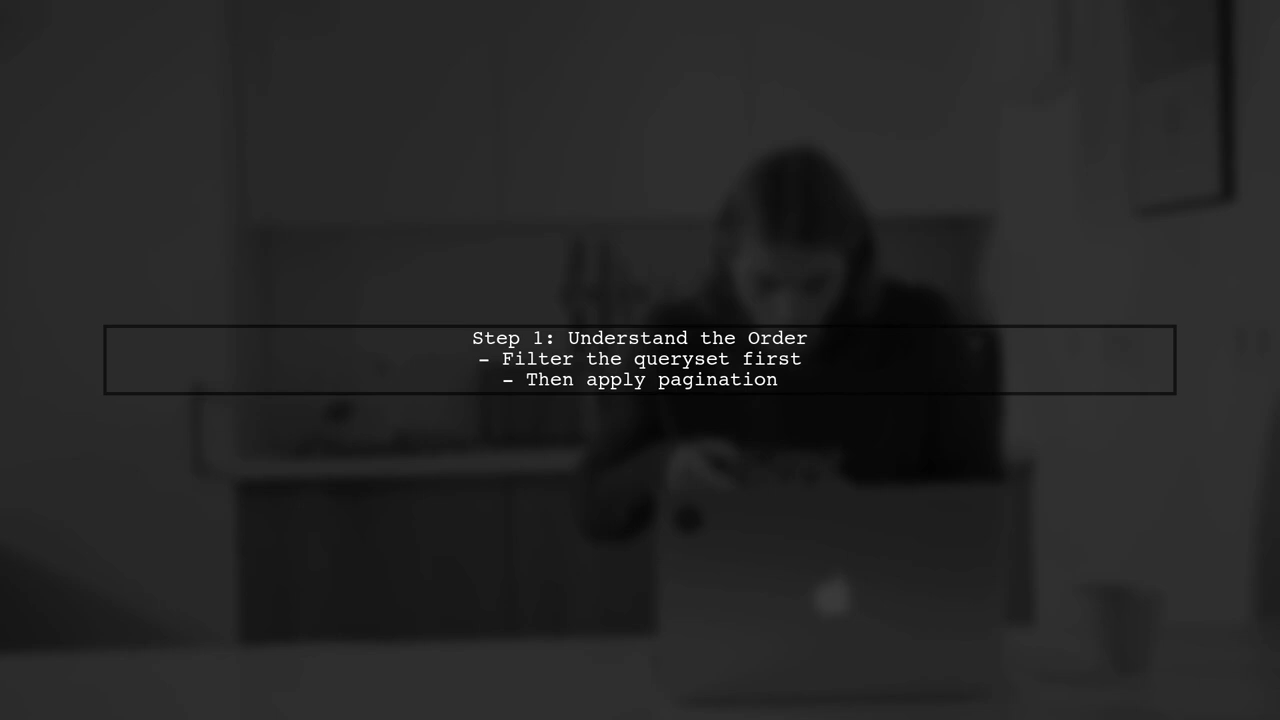 Step 1: Understand the Order
- Filter the queryset first
- Then apply pagination